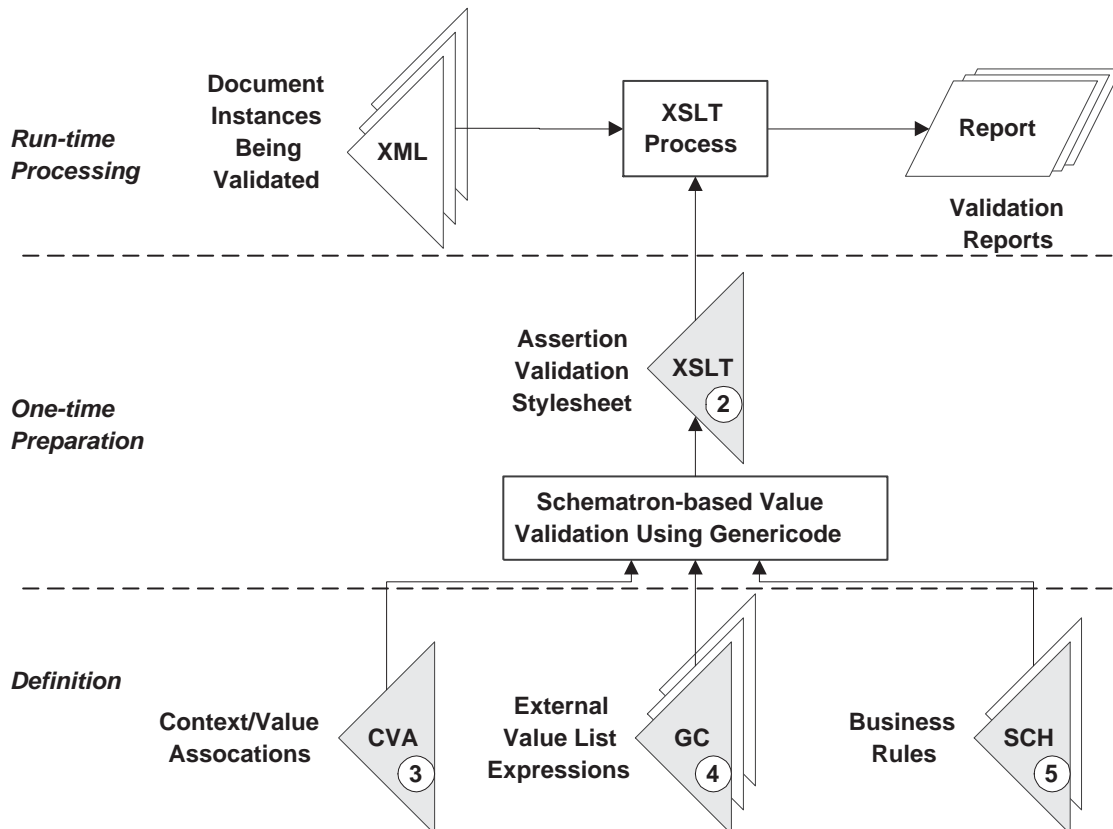 Document
Instances
Being
Validated
XML
XSLT
Process
Report
Validation
Reports
Run-time
Processing
Assertion
Validation
Stylesheet
XSLT
2
One-time
Preparation
Schematron-based Value
Validation Using Genericode
Definition
Context/Value
Assocations
CVA
3
External
Value List
Expressions
GC
4
Business
Rules
SCH
5